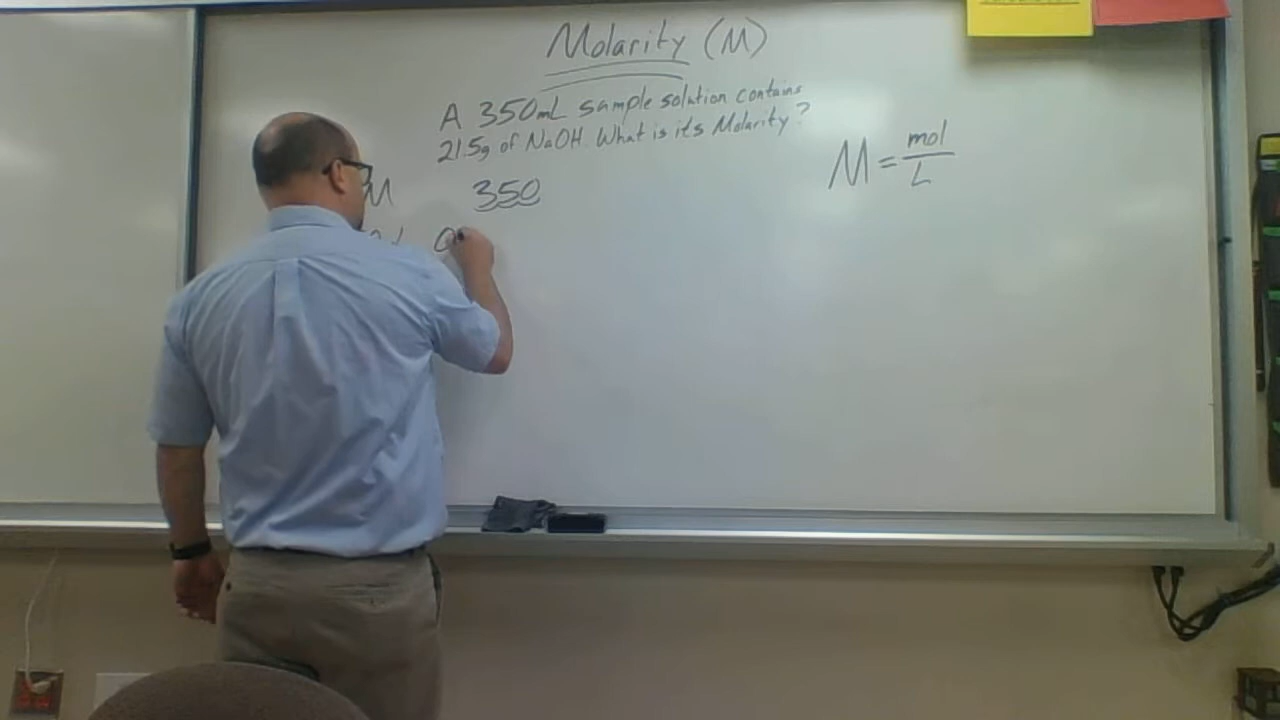 Molarity (M)
A 350mL sample solution contains
21.5g of NaOH. What is its Molarity?
M = mol
L
M 350